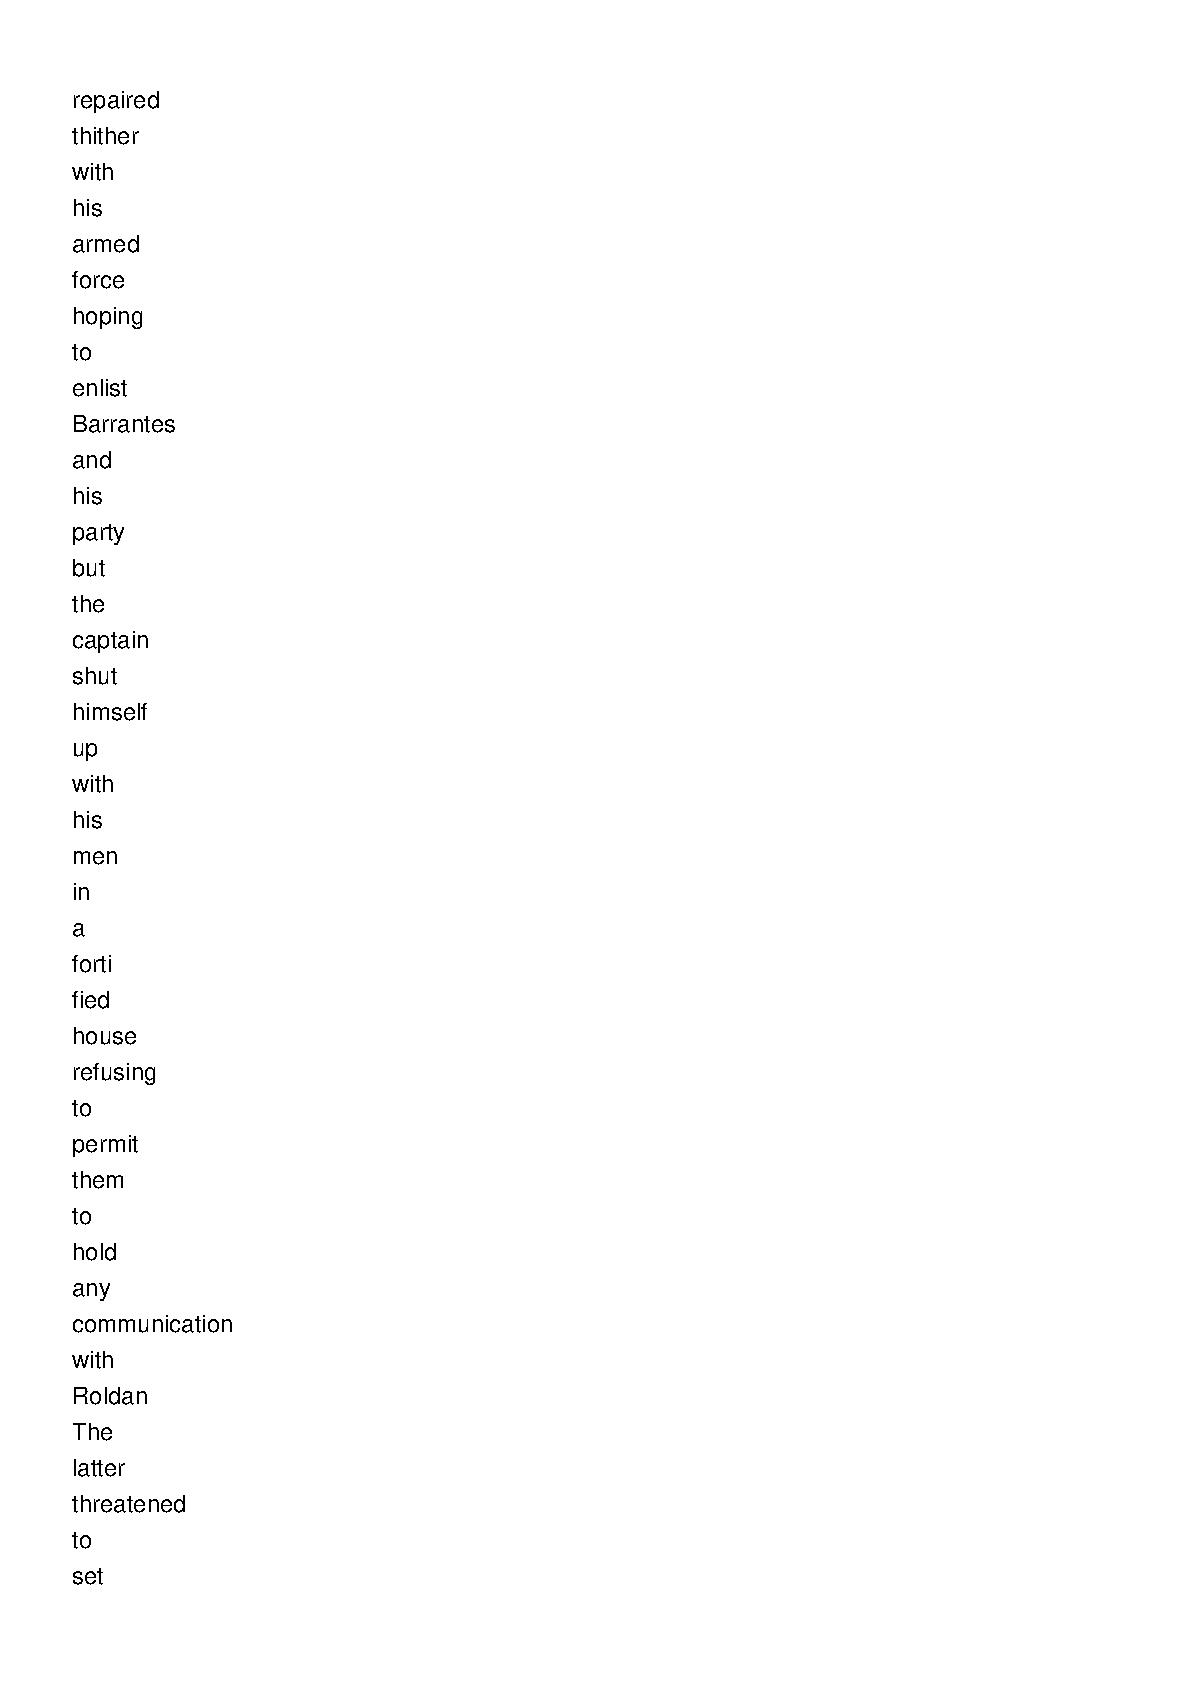 repaired
thither
with
his
armed
force
hoping
to
enlist
Barrantes
and
his
party
but
the
captain
shut
himself
up
with
his
men
in
a
forti
fied
house
refusing
to
permit
them
to
hold
any
communication
with
Roldan
The
latter
threatened
to
set